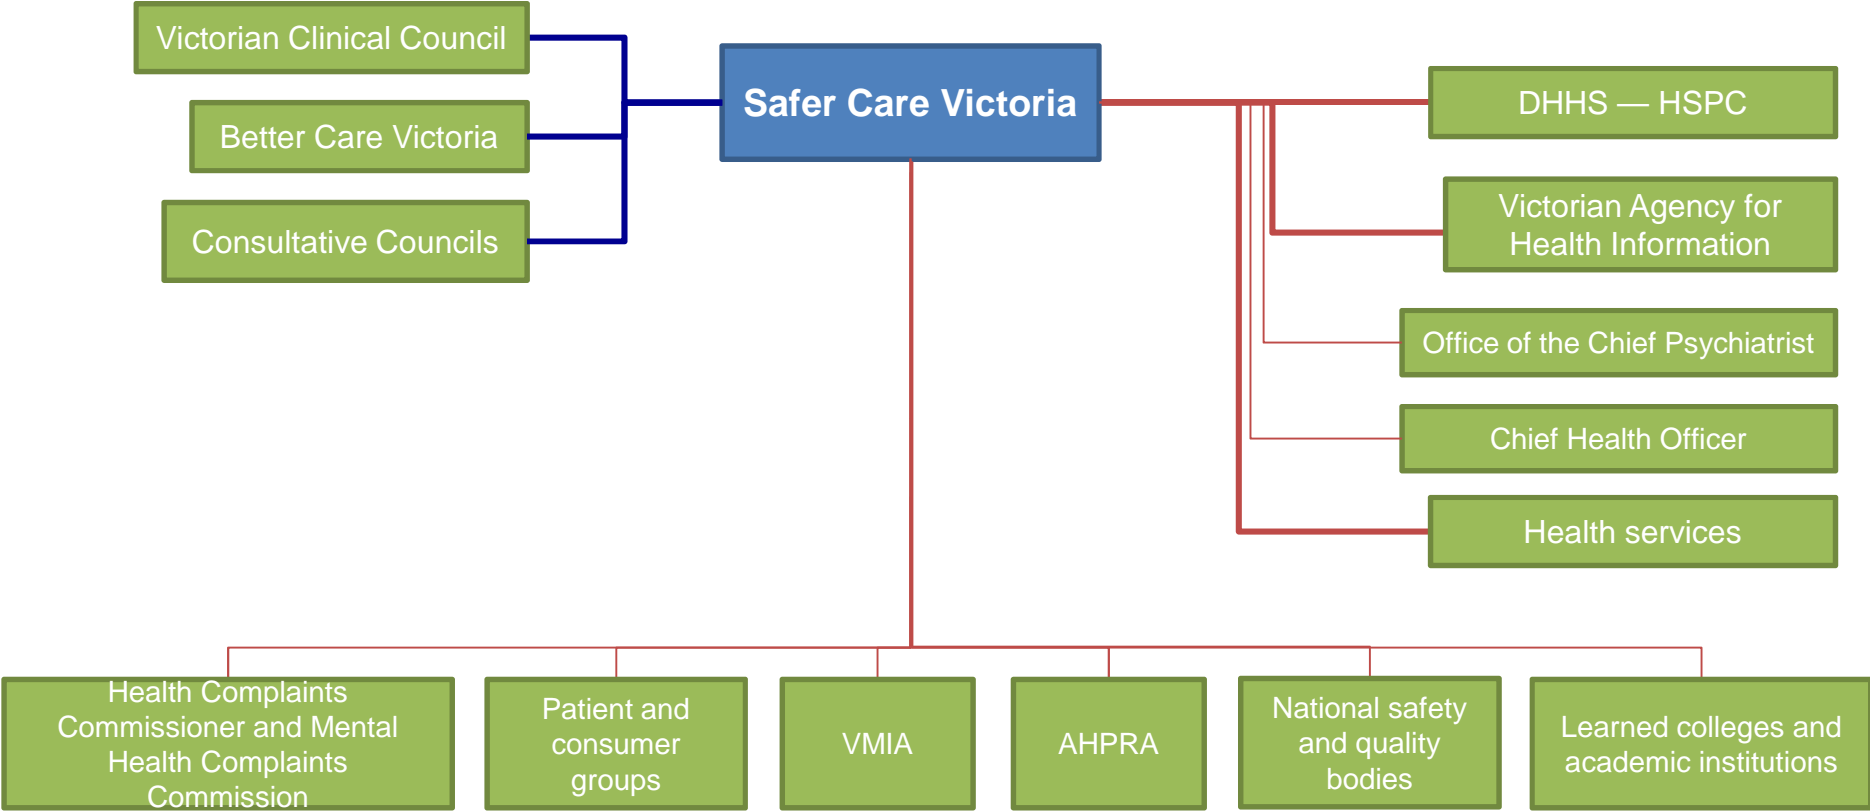 Victorian Clinical Council
Better Care Victoria
Consultative Councils
Safer Care Victoria
DHHS — HSPC
Victorian Agency for
Health Information
Office of the Chief Psychiatrist
Chief Health Officer
Health services
Health Complaints
Commissioner and Mental
Health Complaints
Commission
Patient and
consumer
groups
VMIA
AHPRA
National safety
and quality
bodies
Learned colleges and
academic institutions